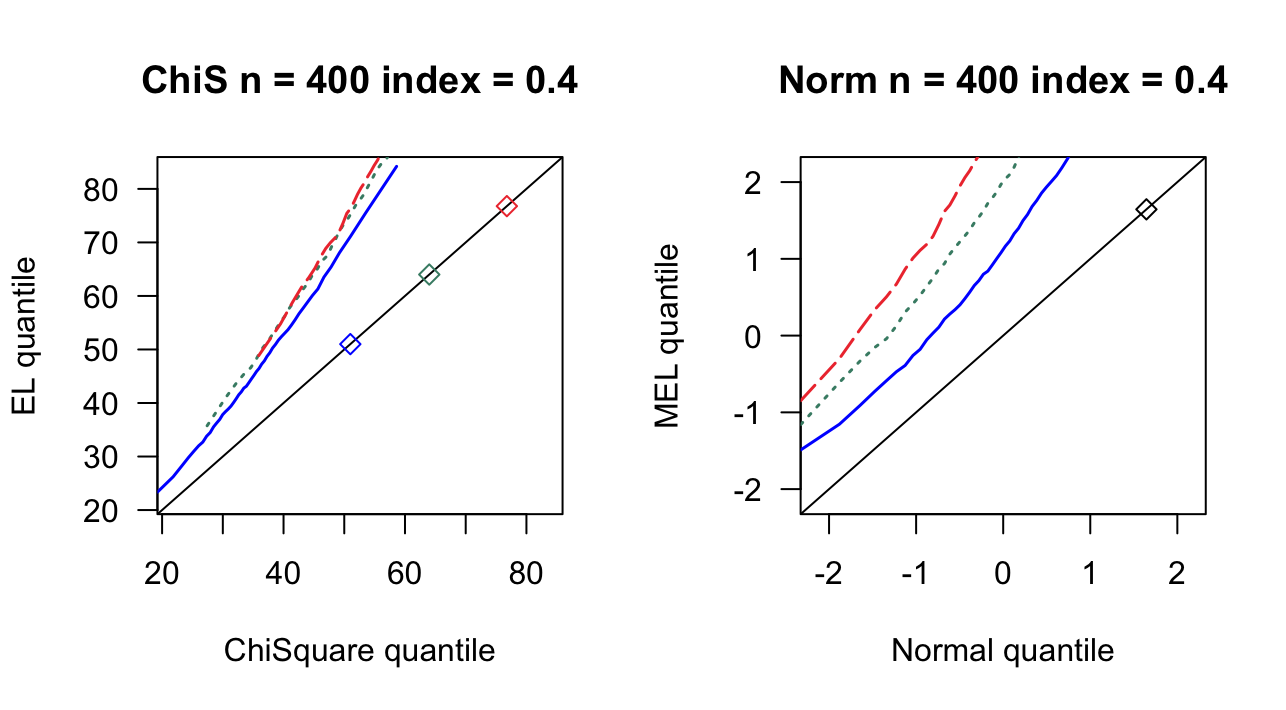 ChiS n = 400 index = 0.4
EL quantile
80
70
60
50
40
30
20
20 40 60 80
ChiSquare quantile
Norm n = 400 index = 0.4
MEL quantile
2
1
0
-1
-2
-2 -1 0 1 2
Normal quantile